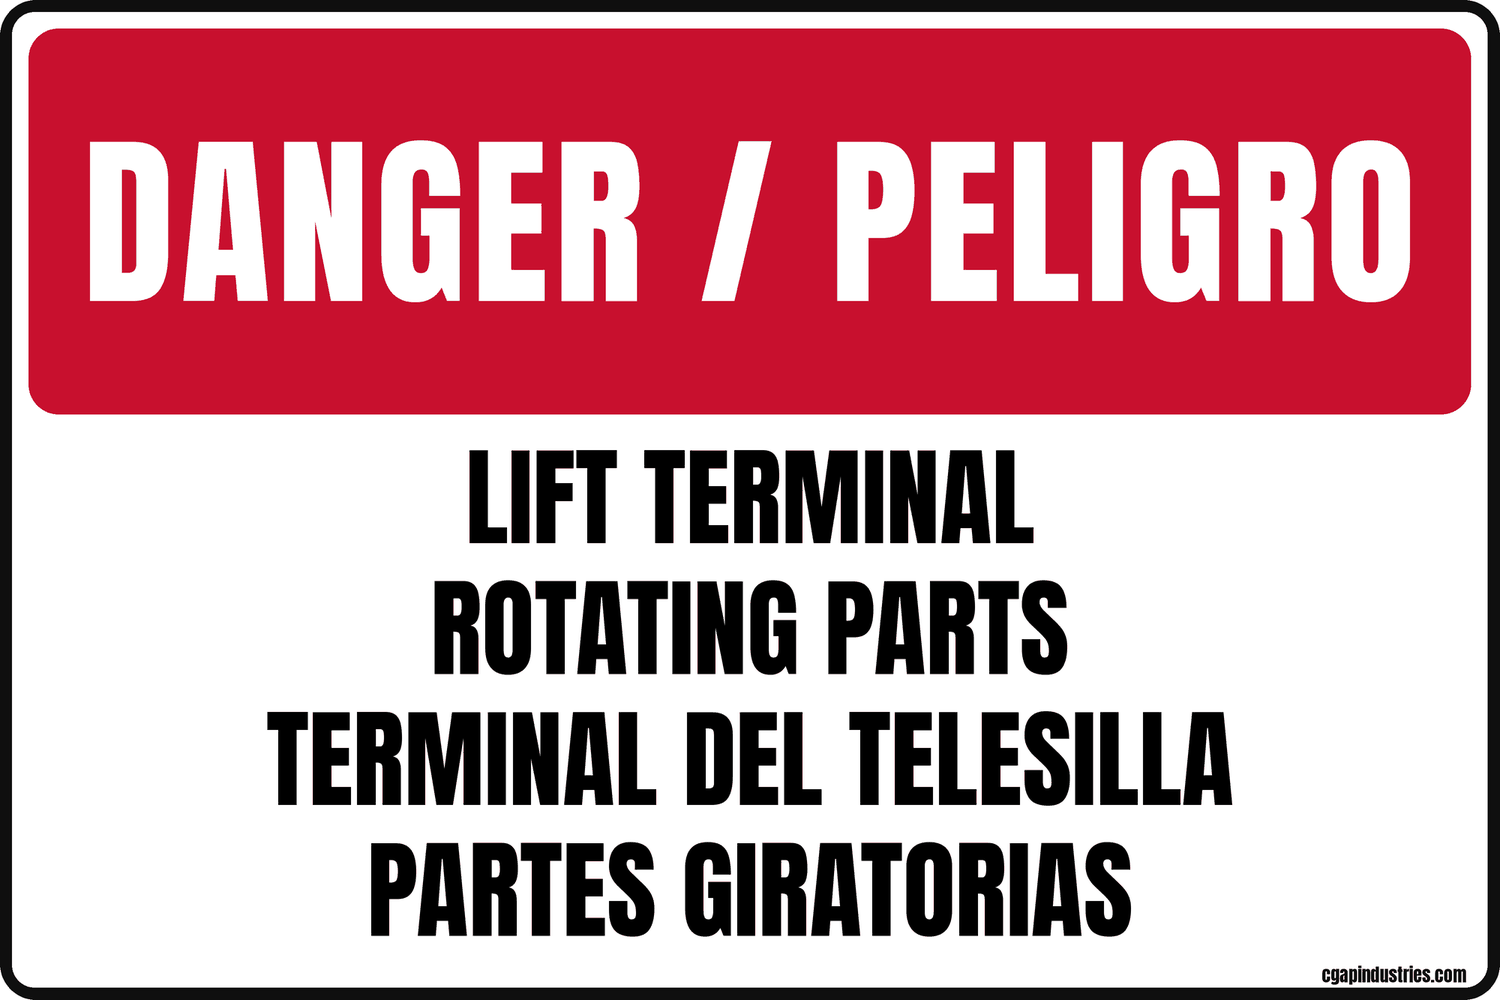 DANGER / PELIGRO
LIFT TERMINAL
ROTATING PARTS
TERMINAL DEL TELESILLA
PARTES GIRATORIAS
cgapindustries.com